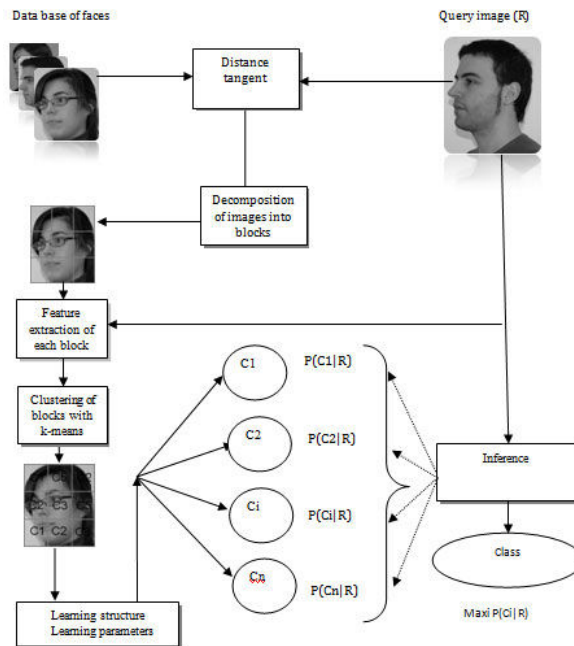 Data base of faces
Query image (R)
Distance
tangent
Decomposition
of images into
blocks
Feature
extraction of
each block
Clustering of
blocks with
k-means
C2 C3
C1 C2
Learning structure
Learning parameters
C1
P(C1|R)
C2
P(C2|R)
Ci
P(Ci|R)
Cn
P(Cn|R)
Inference
Class
Maxi P(Ci|R)